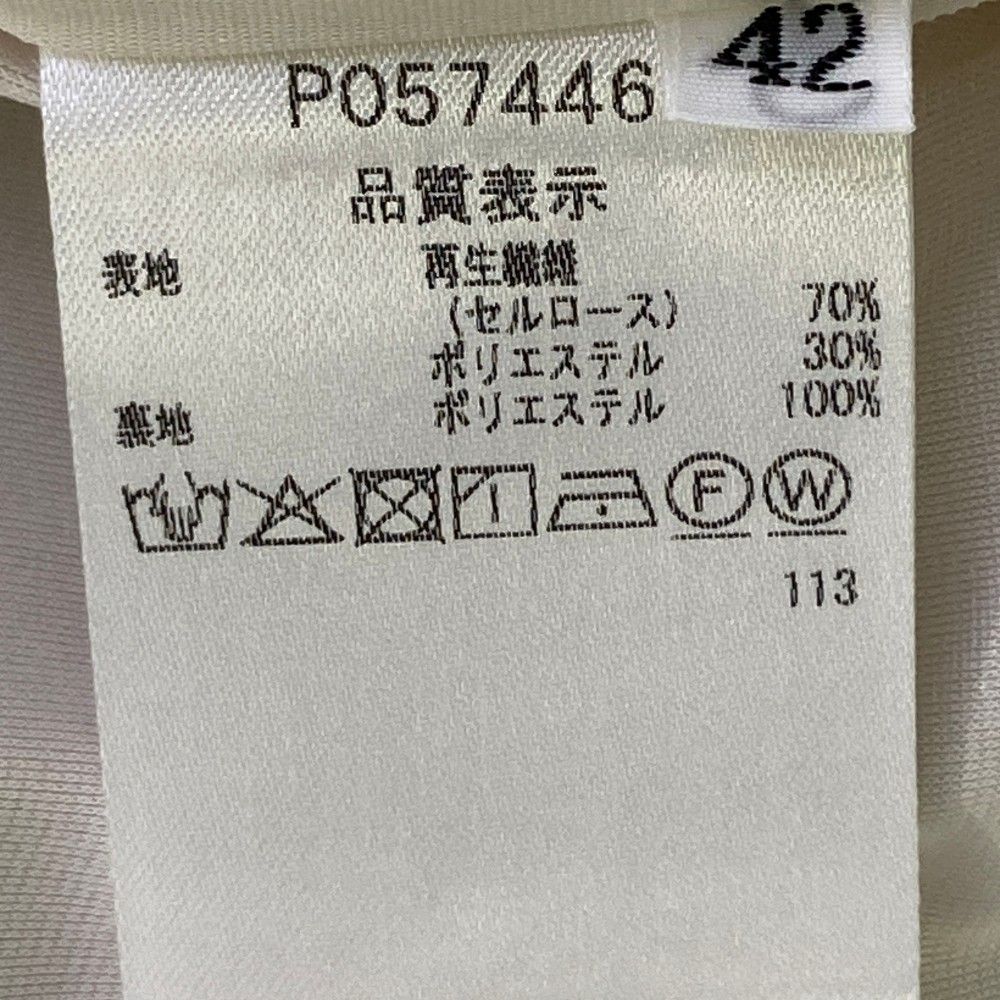 42
P057446
品質表示
表地 再生繊維
(セルロース) 70%
ポリエステル 30%
裏地 ポリエステル 100%
F W
113